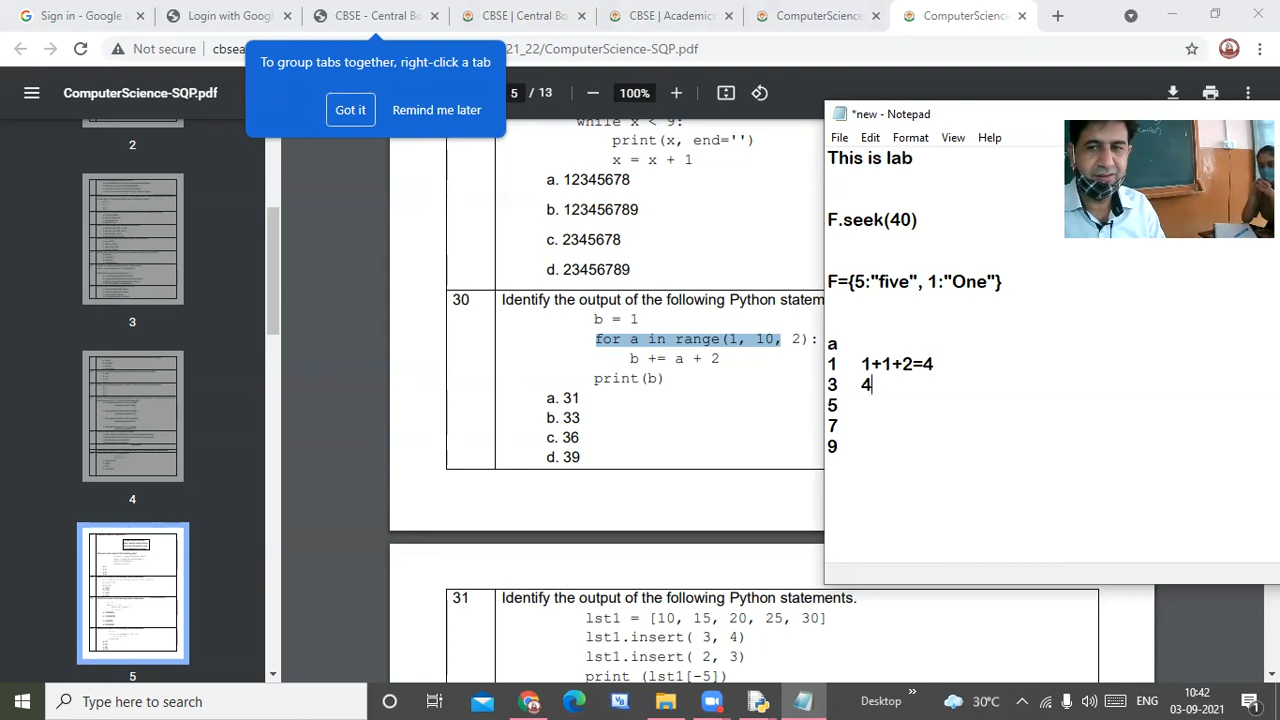 Sign in - Google A
Login with Googl
CBSE - Central Bo
CBSE | Central Bo
CBSE | Academics
ComputerScience
ComputerScience
Not secure
cbsea
21_22/ComputerScience-SQP.pdf
To group tabs together, right-click a tab
Got it
Remind me later
ComputerScience-SQP.pdf
5 / 13
100%
2
3
4
5
while x < 9:
print(x, end='')
x = x + 1
a. 12345678
b. 123456789
c. 2345678
d. 23456789
30
Identify the output of the following Python statem
b = 1
for a in range(1, 10, 2):
b += a + 2
print(b)
a. 31
b. 33
c. 36
d. 39
31
Identify the output of the following Python statements.
lst1 = [10, 15, 20, 25, 30]
lst1.insert( 3, 4)
lst1.insert( 2, 3)
print (lst1[-5])
*new - Notepad
File Edit Format View Help
This is lab
F.seek(40)
F={5:"five", 1:"One"}
a
1 1+1+2=4
3 4
5
7
9
Type here to search
Desktop
30°C
ENG
10:42
03-09-2021